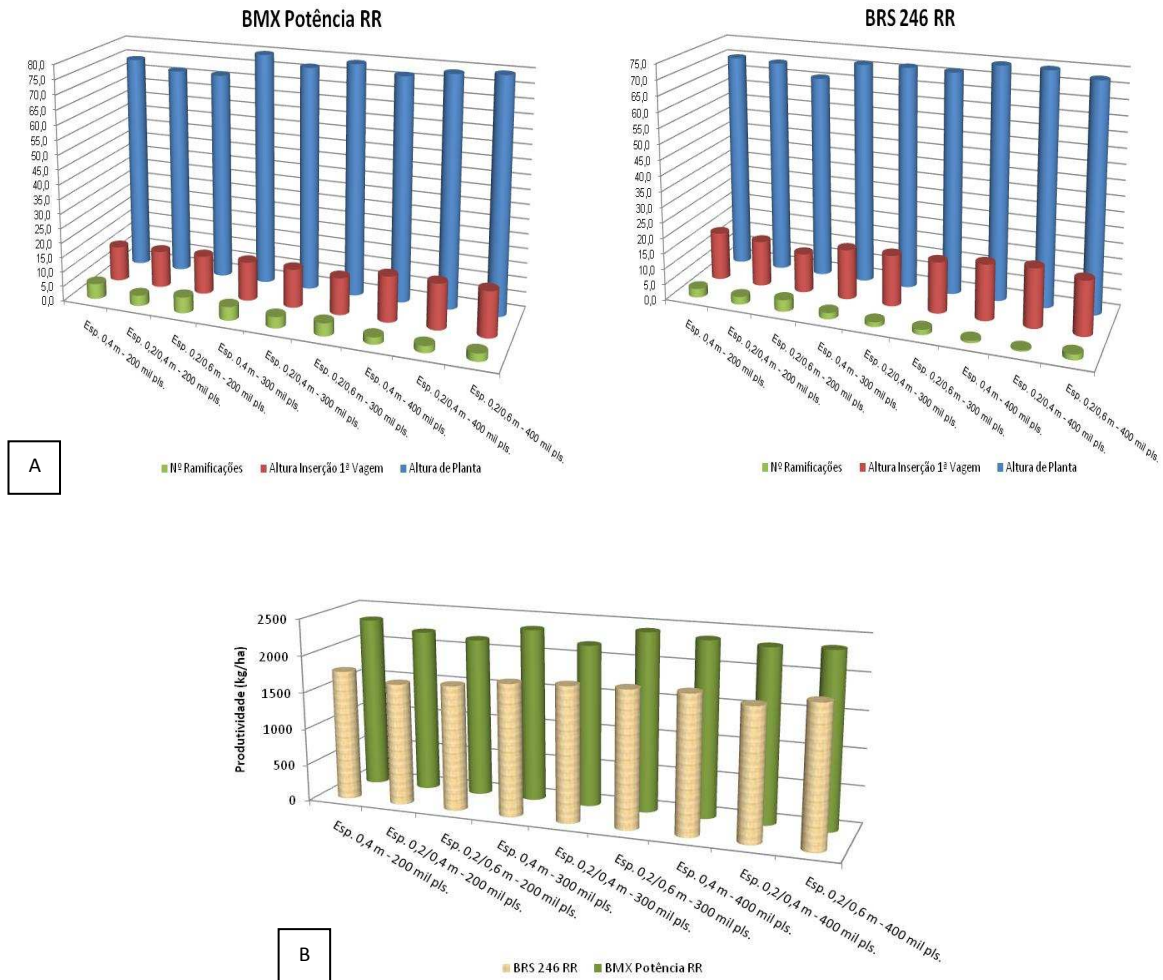 BMX Potência RR
80,0
75,0
70,0
65,0
60,0
55,0
50,0
45,0
40,0
35,0
30,0
25,0
20,0
15,0
10,0
5,0
0,0
Esp. 0,4 m - 200 mil pls.
Esp. 0,2/0,4 m - 200 mil pls.
Esp. 0,2/0,6 m - 200 mil pls.
Esp. 0,4 m - 300 mil pls.
Esp. 0,2/0,4 m - 300 mil pls.
Esp. 0,2/0,6 m - 300 mil pls.
Esp. 0,4 m - 400 mil pls.
Esp. 0,2/0,4 m - 400 mil pls.
Esp. 0,2/0,6 m - 400 mil pls.
Nº Ramificações Altura Inserção 1ª Vagem Altura de Planta
BRS 246 RR
75,0
70,0
65,0
60,0
55,0
50,0
45,0
40,0
35,0
30,0
25,0
20,0
15,0
10,0
5,0
0,0
Esp. 0,4 m - 200 mil pls.
Esp. 0,2/0,4 m - 200 mil pls.
Esp. 0,2/0,6 m - 200 mil pls.
Esp. 0,4 m - 300 mil pls.
Esp. 0,2/0,4 m - 300 mil pls.
Esp. 0,2/0,6 m - 300 mil pls.
Esp. 0,4 m - 400 mil pls.
Esp. 0,2/0,4 m - 400 mil pls.
Esp. 0,2/0,6 m - 400 mil pls.
Nº Ramificações Altura Inserção 1ª Vagem Altura de Planta
A
Produtividade (kg/ha)
2500
2000
1500
1000
500
0
Esp. 0,4 m - 200 mil pls.
Esp. 0,2/0,4 m - 200 mil pls.
Esp. 0,2/0,6 m - 200 mil pls.
Esp. 0,4 m - 300 mil pls.
Esp. 0,2/0,4 m - 300 mil pls.
Esp. 0,2/0,6 m - 300 mil pls.
Esp. 0,4 m - 400 mil pls.
Esp. 0,2/0,4 m - 400 mil pls.
Esp. 0,2/0,6 m - 400 mil pls.
B
BRS 246 RR BMX Potência RR